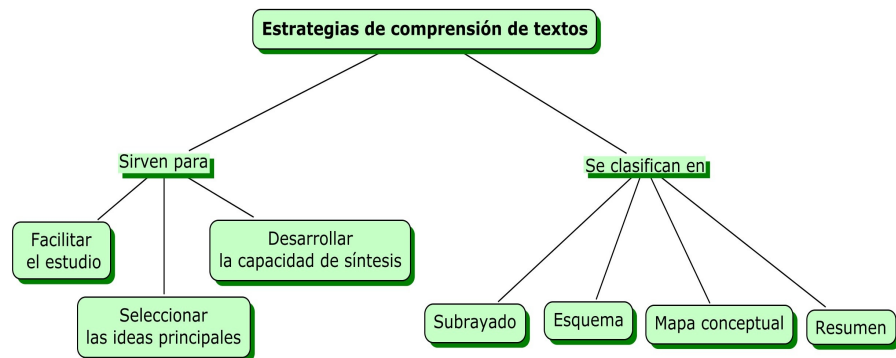 Estrategias de comprensión de textos
Sirven para
Se clasifican en
Facilitar
el estudio
Desarrollar
la capacidad de síntesis
Seleccionar
las ideas principales
Subrayado
Esquema
Mapa conceptual
Resumen